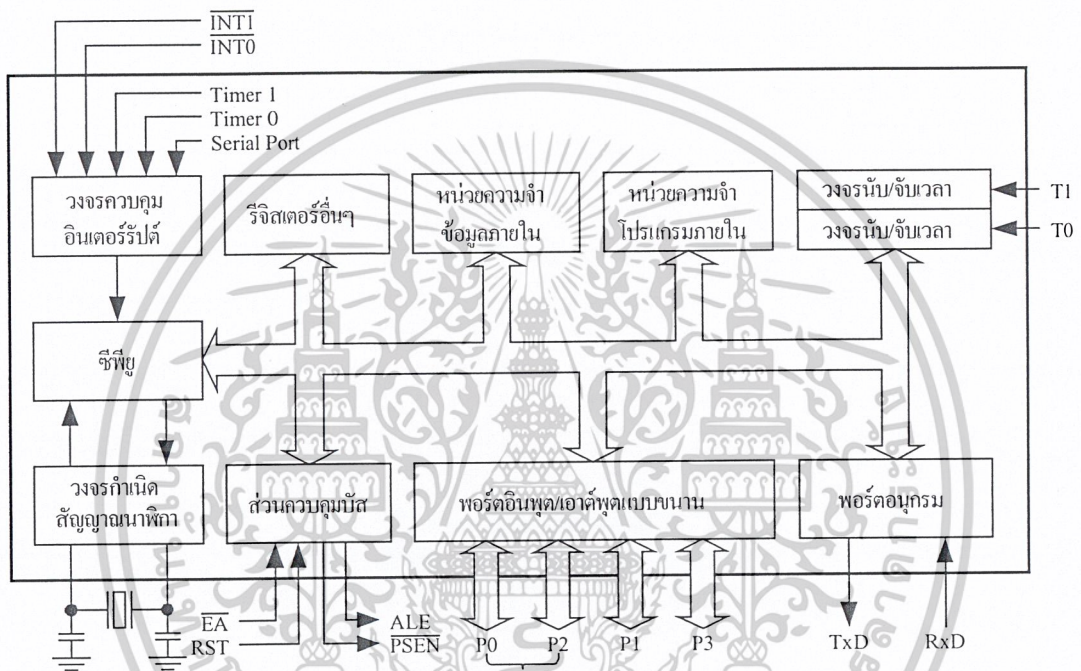 INT1
INT0
Timer 1
Timer 0
Serial Port
วงจรควบคุม
อินเตอร์รัปต์
รีจิสเตอร์อื่นๆ
หน่วยความจำ
ข้อมูลภายใน
หน่วยความจำ
โปรแกรมภายใน
วงจรนับ/จับเวลา
T1
วงจรนับ/จับเวลา
T0
ซีพียู
วงจรกำเนิด
สัญญาณนาฬิกา
ส่วนควบคุมบัส
พอร์ตอินพุต/เอาต์พุตแบบขนาน
พอร์ตอนุกรม
EA
RST
ALE
PSEN
P0
P2
P1
P3
TxD
RxD